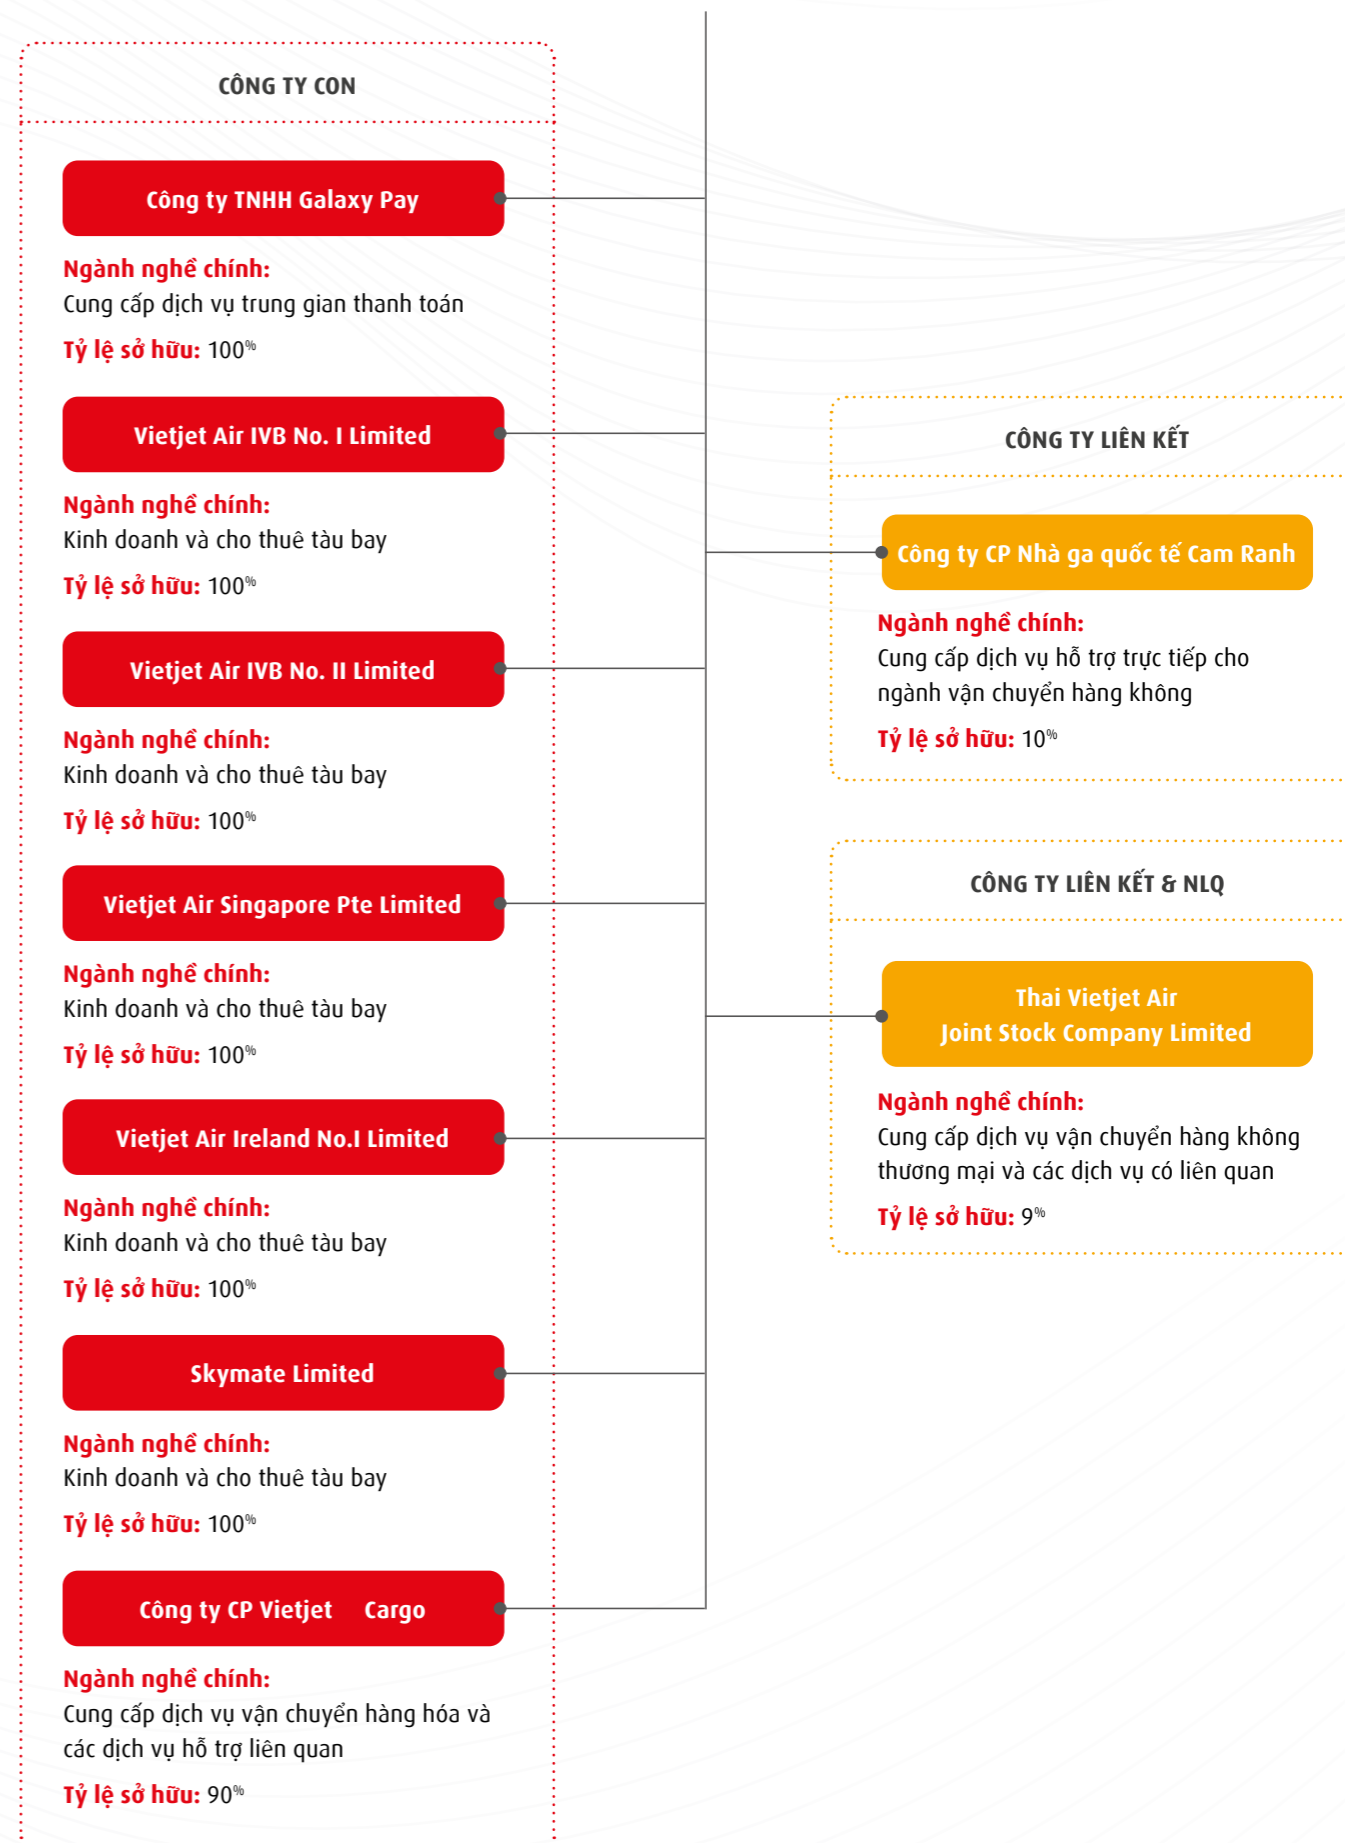 CÔNG TY CON
Công ty TNHH Galaxy Pay
Ngành nghề chính:
Cung cấp dịch vụ trung gian thanh toán
Tỷ lệ sở hữu: 100%
Vietjet Air IVB No. I Limited
Ngành nghề chính:
Kinh doanh và cho thuê tàu bay
Tỷ lệ sở hữu: 100%
Vietjet Air IVB No. II Limited
Ngành nghề chính:
Kinh doanh và cho thuê tàu bay
Tỷ lệ sở hữu: 100%
Vietjet Air Singapore Pte Limited
Ngành nghề chính:
Kinh doanh và cho thuê tàu bay
Tỷ lệ sở hữu: 100%
Vietjet Air Ireland No.I Limited
Ngành nghề chính:
Kinh doanh và cho thuê tàu bay
Tỷ lệ sở hữu: 100%
Skymate Limited
Ngành nghề chính:
Kinh doanh và cho thuê tàu bay
Tỷ lệ sở hữu: 100%
Công ty CP Vietjet Cargo
Ngành nghề chính:
Cung cấp dịch vụ vận chuyển hàng hóa và
các dịch vụ hỗ trợ liên quan
Tỷ lệ sở hữu: 90%
CÔNG TY LIÊN KẾT
Công ty CP Nhà ga quốc tế Cam Ranh
Ngành nghề chính:
Cung cấp dịch vụ hỗ trợ trực tiếp cho
ngành vận chuyển hàng không
Tỷ lệ sở hữu: 10%
CÔNG TY LIÊN KẾT & NLQ
Thai Vietjet Air
Joint Stock Company Limited
Ngành nghề chính:
Cung cấp dịch vụ vận chuyển hàng không
thương mại và các dịch vụ có liên quan
Tỷ lệ sở hữu: 9%